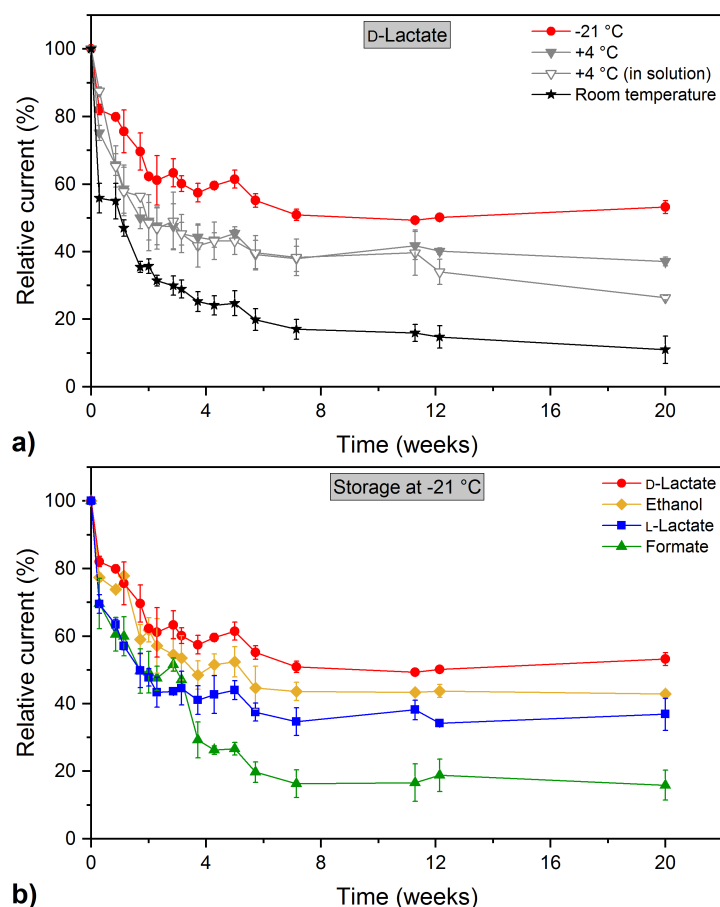 D-Lactate
-21 °C
+4 °C
+4 °C (in solution)
Room temperature
Relative current (%)
100
80
60
40
20
0
0 4 8 12 16 20
Time (weeks)
a)
Storage at -21 °C
D-Lactate
Ethanol
L-Lactate
Formate
Relative current (%)
100
80
60
40
20
0
0 4 8 12 16 20
Time (weeks)
b)